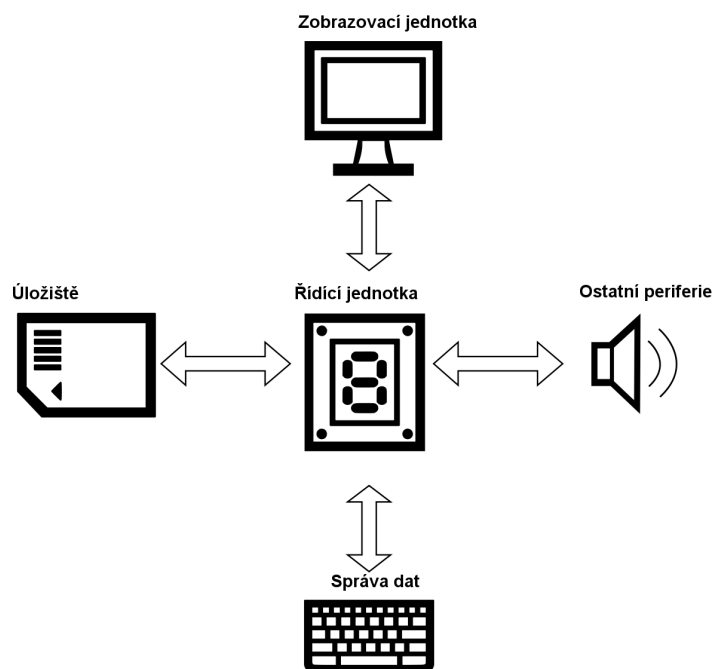 Zobrazovací jednotka
Úložiště
Řídící jednotka
Ostatní periferie
Správa dat